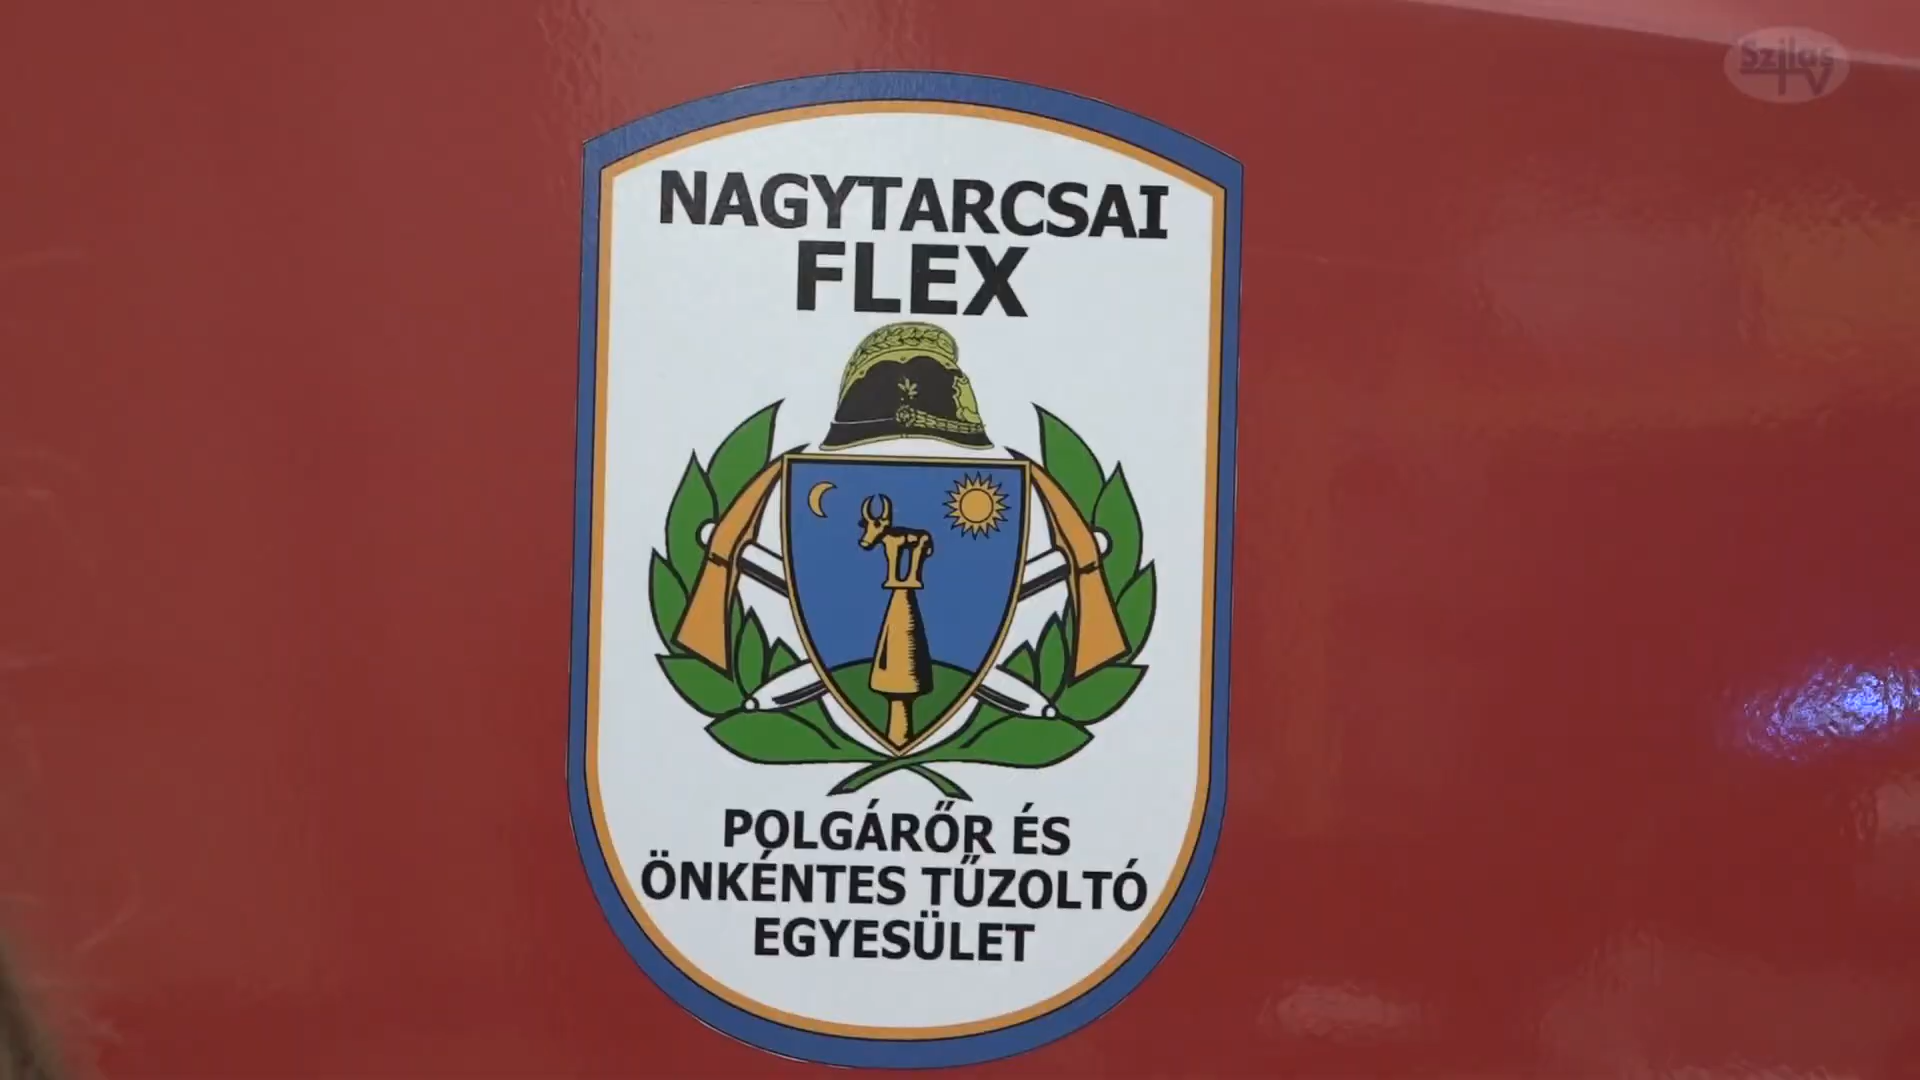 Szilas
TV
NAGYTARCSAI
FLEX
POLGÁRŐR ÉS
ÖNKÉNTES TŰZOLTÓ
EGYESÜLET